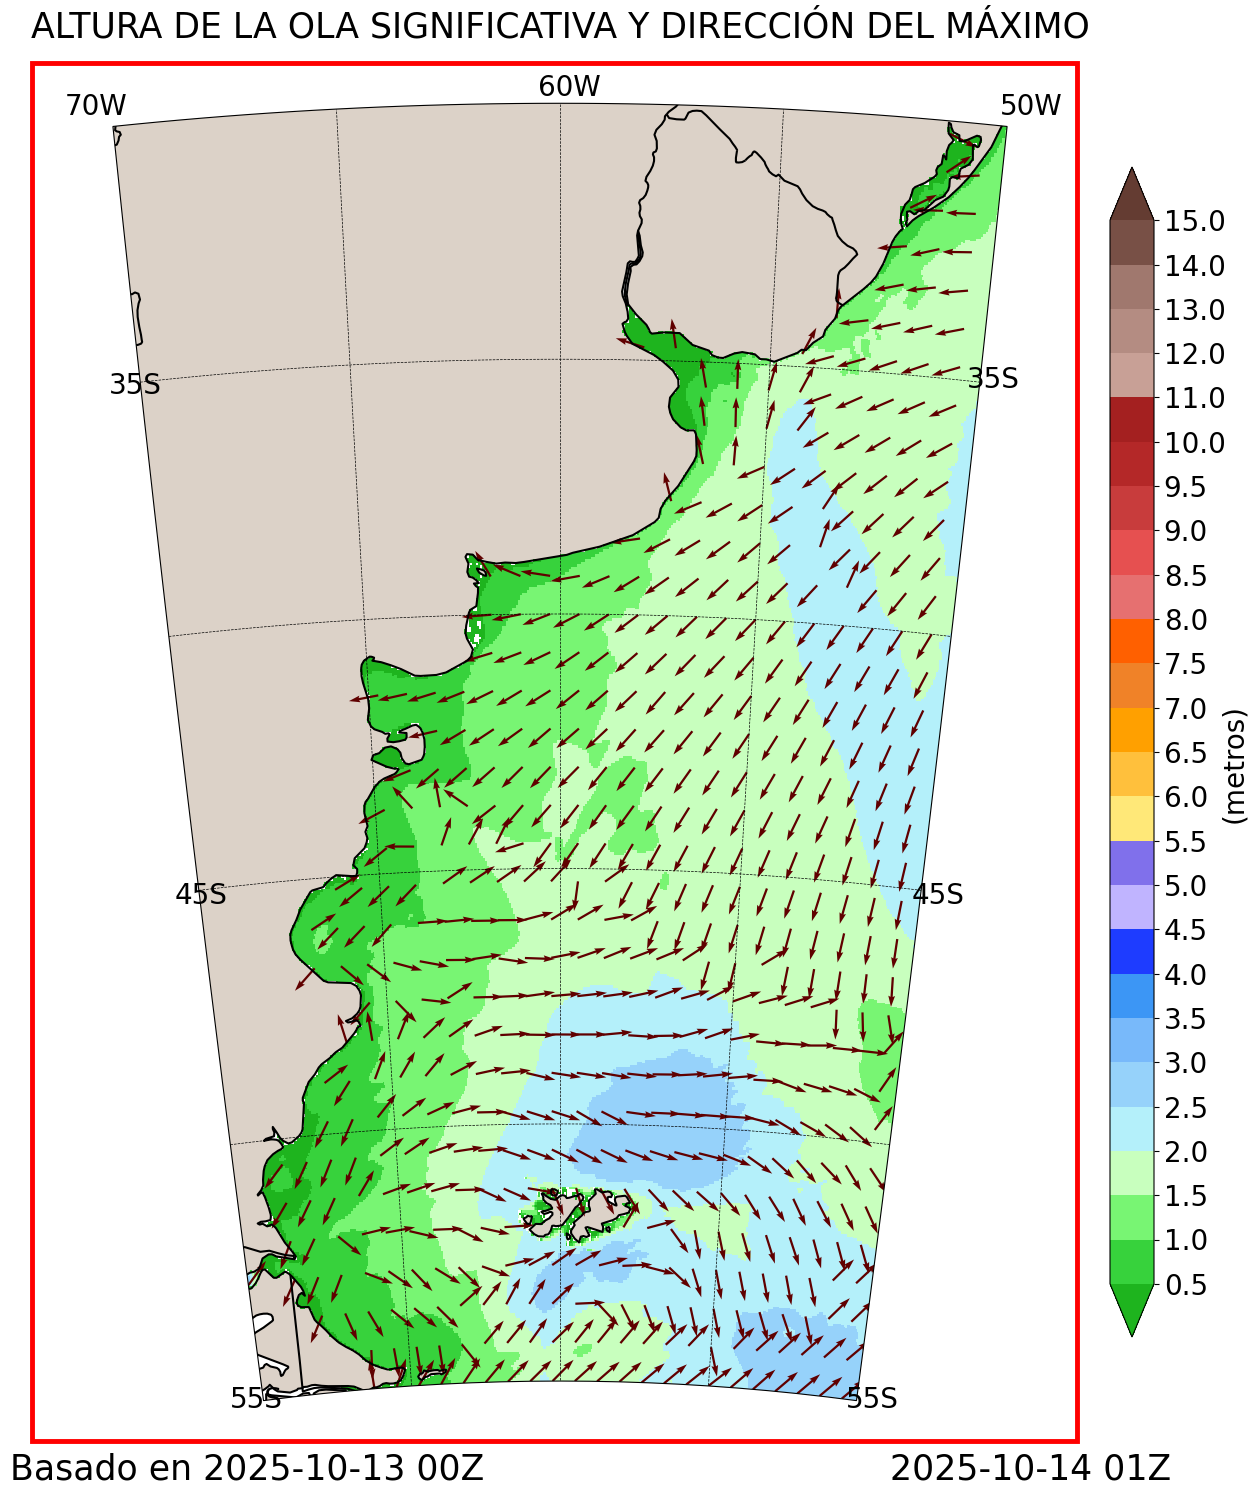 ALTURA DE LA OLA SIGNIFICATIVA Y DIRECCIÓN DEL MÁXIMO
60W
70W
50W
15.0
14.0
13.0
12.0
35S
35S
11.0
10.0
9.5
9.0
8.5
8.0
7.5
7.0
6.5
(metros)
6.0
5.5
5.0
45S
45S
4.5
4.0
3.5
3.0
2.5
2.0
1.5
1.0
0.5
55S
55S
Basado en 2025-10-13 00Z
2025-10-14 01Z